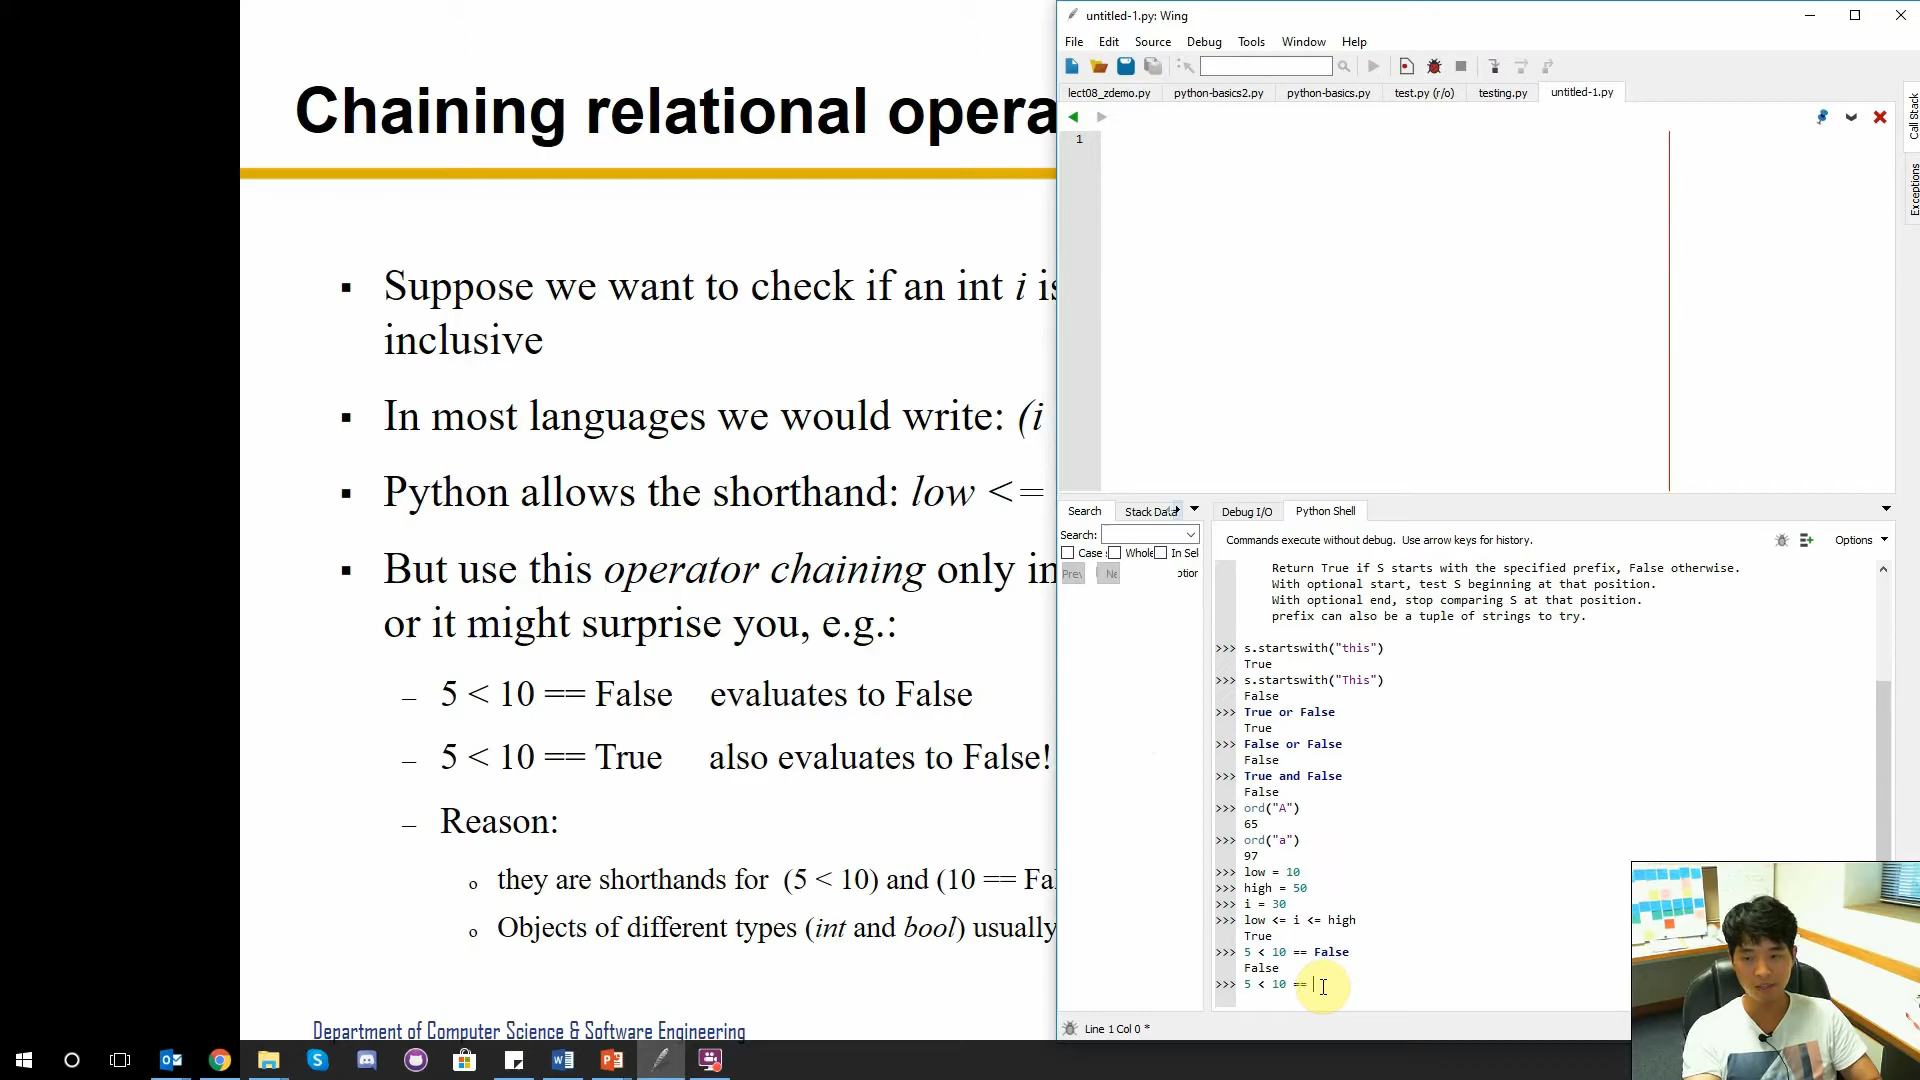 Chaining relational opera
▪ Suppose we want to check if an int i is
inclusive
▪ In most languages we would write: (i
▪ Python allows the shorthand: low <=
▪ But use this operator chaining only in
or it might surprise you, e.g.:
– 5 < 10 == False evaluates to False
– 5 < 10 == True also evaluates to False!
– Reason:
o they are shorthands for (5 < 10) and (10 == Fa
o Objects of different types (int and bool) usually
Department of Computer Science & Software Engineering
untitled-1.py: Wing
File Edit Source Debug Tools Window Help
lect08_zdemo.py python-basics2.py python-basics.py test.py (r/o) testing.py untitled-1.py
1
Call Stack
Exceptions
Search Stack Data
Search:
Case Whole In Sel
Prev Ne
Debug I/O Python Shell
Commands execute without debug. Use arrow keys for history.
Options
Return True if S starts with the specified prefix, False otherwise.
With optional start, test S beginning at that position.
With optional end, stop comparing S at that position.
prefix can also be a tuple of strings to try.
>>> s.startswith("this")
True
>>> s.startswith("This")
False
>>> True or False
True
>>> False or False
False
>>> True and False
False
>>> ord("A")
65
>>> ord("a")
97
>>> low = 10
>>> high = 50
>>> i = 30
>>> low <= i <= high
True
>>> 5 < 10 == False
False
>>> 5 < 10 ==
Line 1 Col 0 *